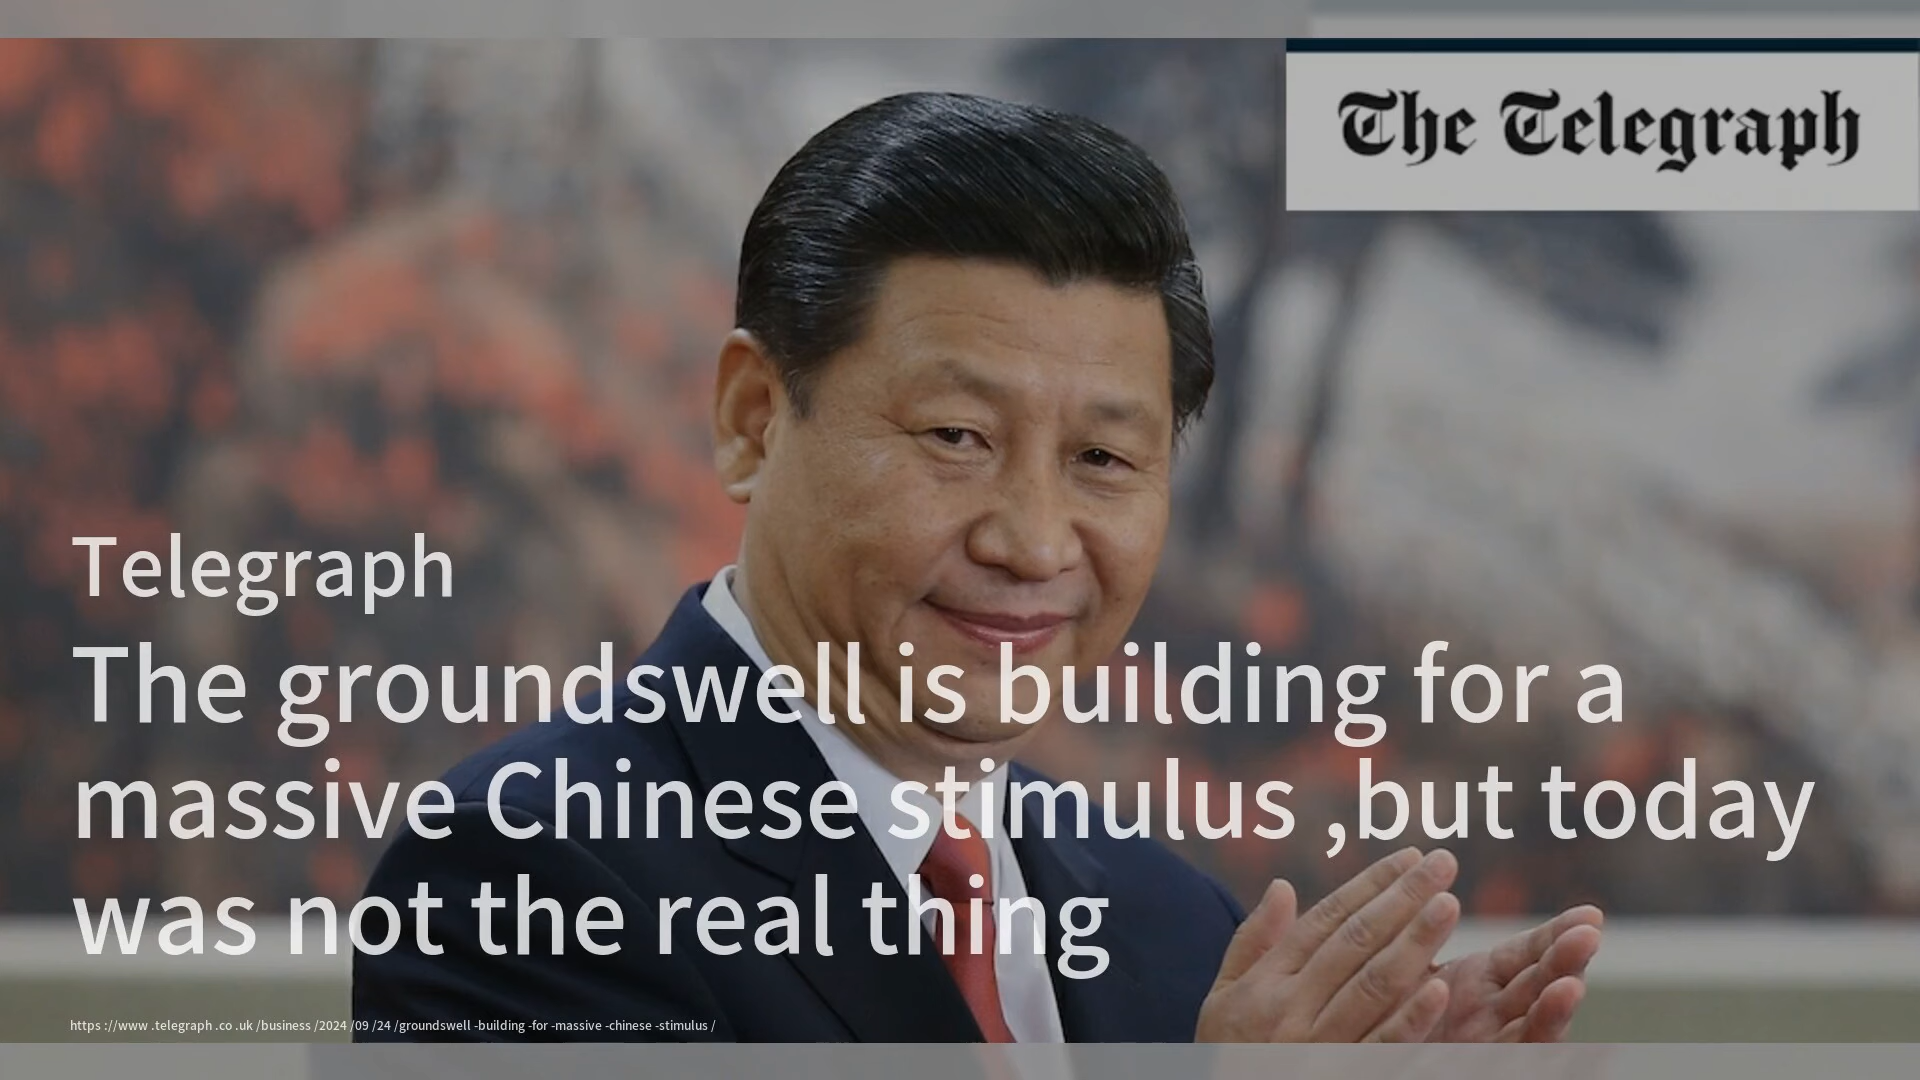 The Telegraph
Telegraph
The groundswell is building for a
massive Chinese stimulus ,but today
was not the real thing
https ://www .telegraph .co .uk /business /2024 /09 /24 /groundswell -building -for -massive -chinese -stimulus /